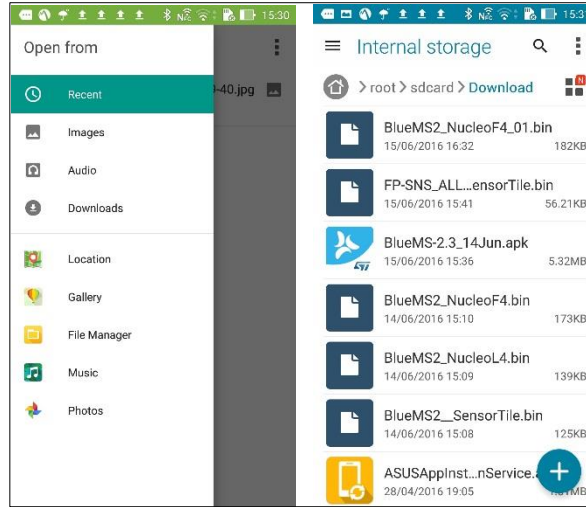 15:30
Open from
Recent
0-40.jpg
Images
Audio
Downloads
Location
Gallery
File Manager
Music
Photos
15:3
Internal storage
> root > sdcard > Download
N
BlueMS2_NucleoF4_01.bin
15/06/2016 16:32 182KB
FP-SNS_ALL...ensorTile.bin
15/06/2016 15:41 56.21KB
BlueMS-2.3_14Jun.apk
15/06/2016 15:36 5.32MB
BlueMS2_NucleoF4.bin
14/06/2016 15:10 173KB
BlueMS2_NucleoL4.bin
14/06/2016 15:09 139KB
BlueMS2__SensorTile.bin
14/06/2016 15:08 125KB
ASUSAppInst...nService.
28/04/2016 19:05